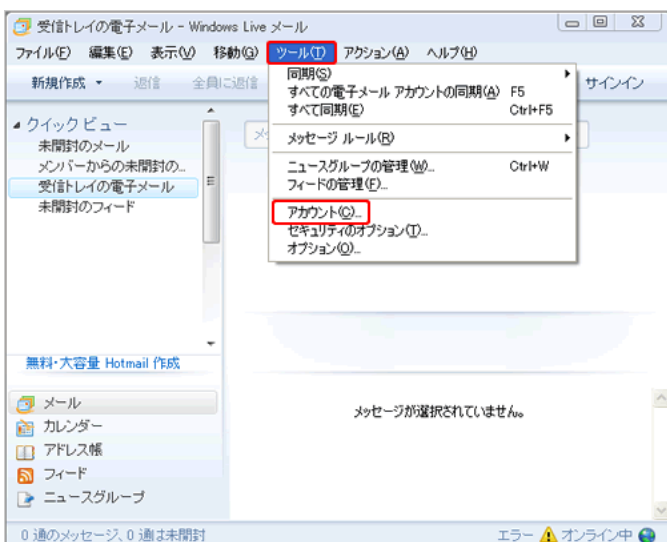 受信トレイの電子メール - Windows Live メール
ファイル(F) 編集(E) 表示(V) 移動(G) ツール(T) アクション(A) ヘルプ(H)
新規作成 返信 全員に返信 サインイン
同期(S)
すべての電子メール アカウントの同期(A) F5
すべて同期(E) Ctrl+F5
メッセージ ルール(R)
ニュースグループの管理(W)... Ctrl+W
フィードの管理(F)...
アカウント(C)...
セキュリティのオプション(T)...
オプション(O)...
クイック ビュー
未開封のメール
メンバーからの未開封の...
受信トレイの電子メール
未開封のフィード
無料・大容量 Hotmail 作成
メール
カレンダー
アドレス帳
フィード
ニュースグループ
メッセージが選択されていません。
0 通のメッセージ、0 通は未開封
エラー オンライン中